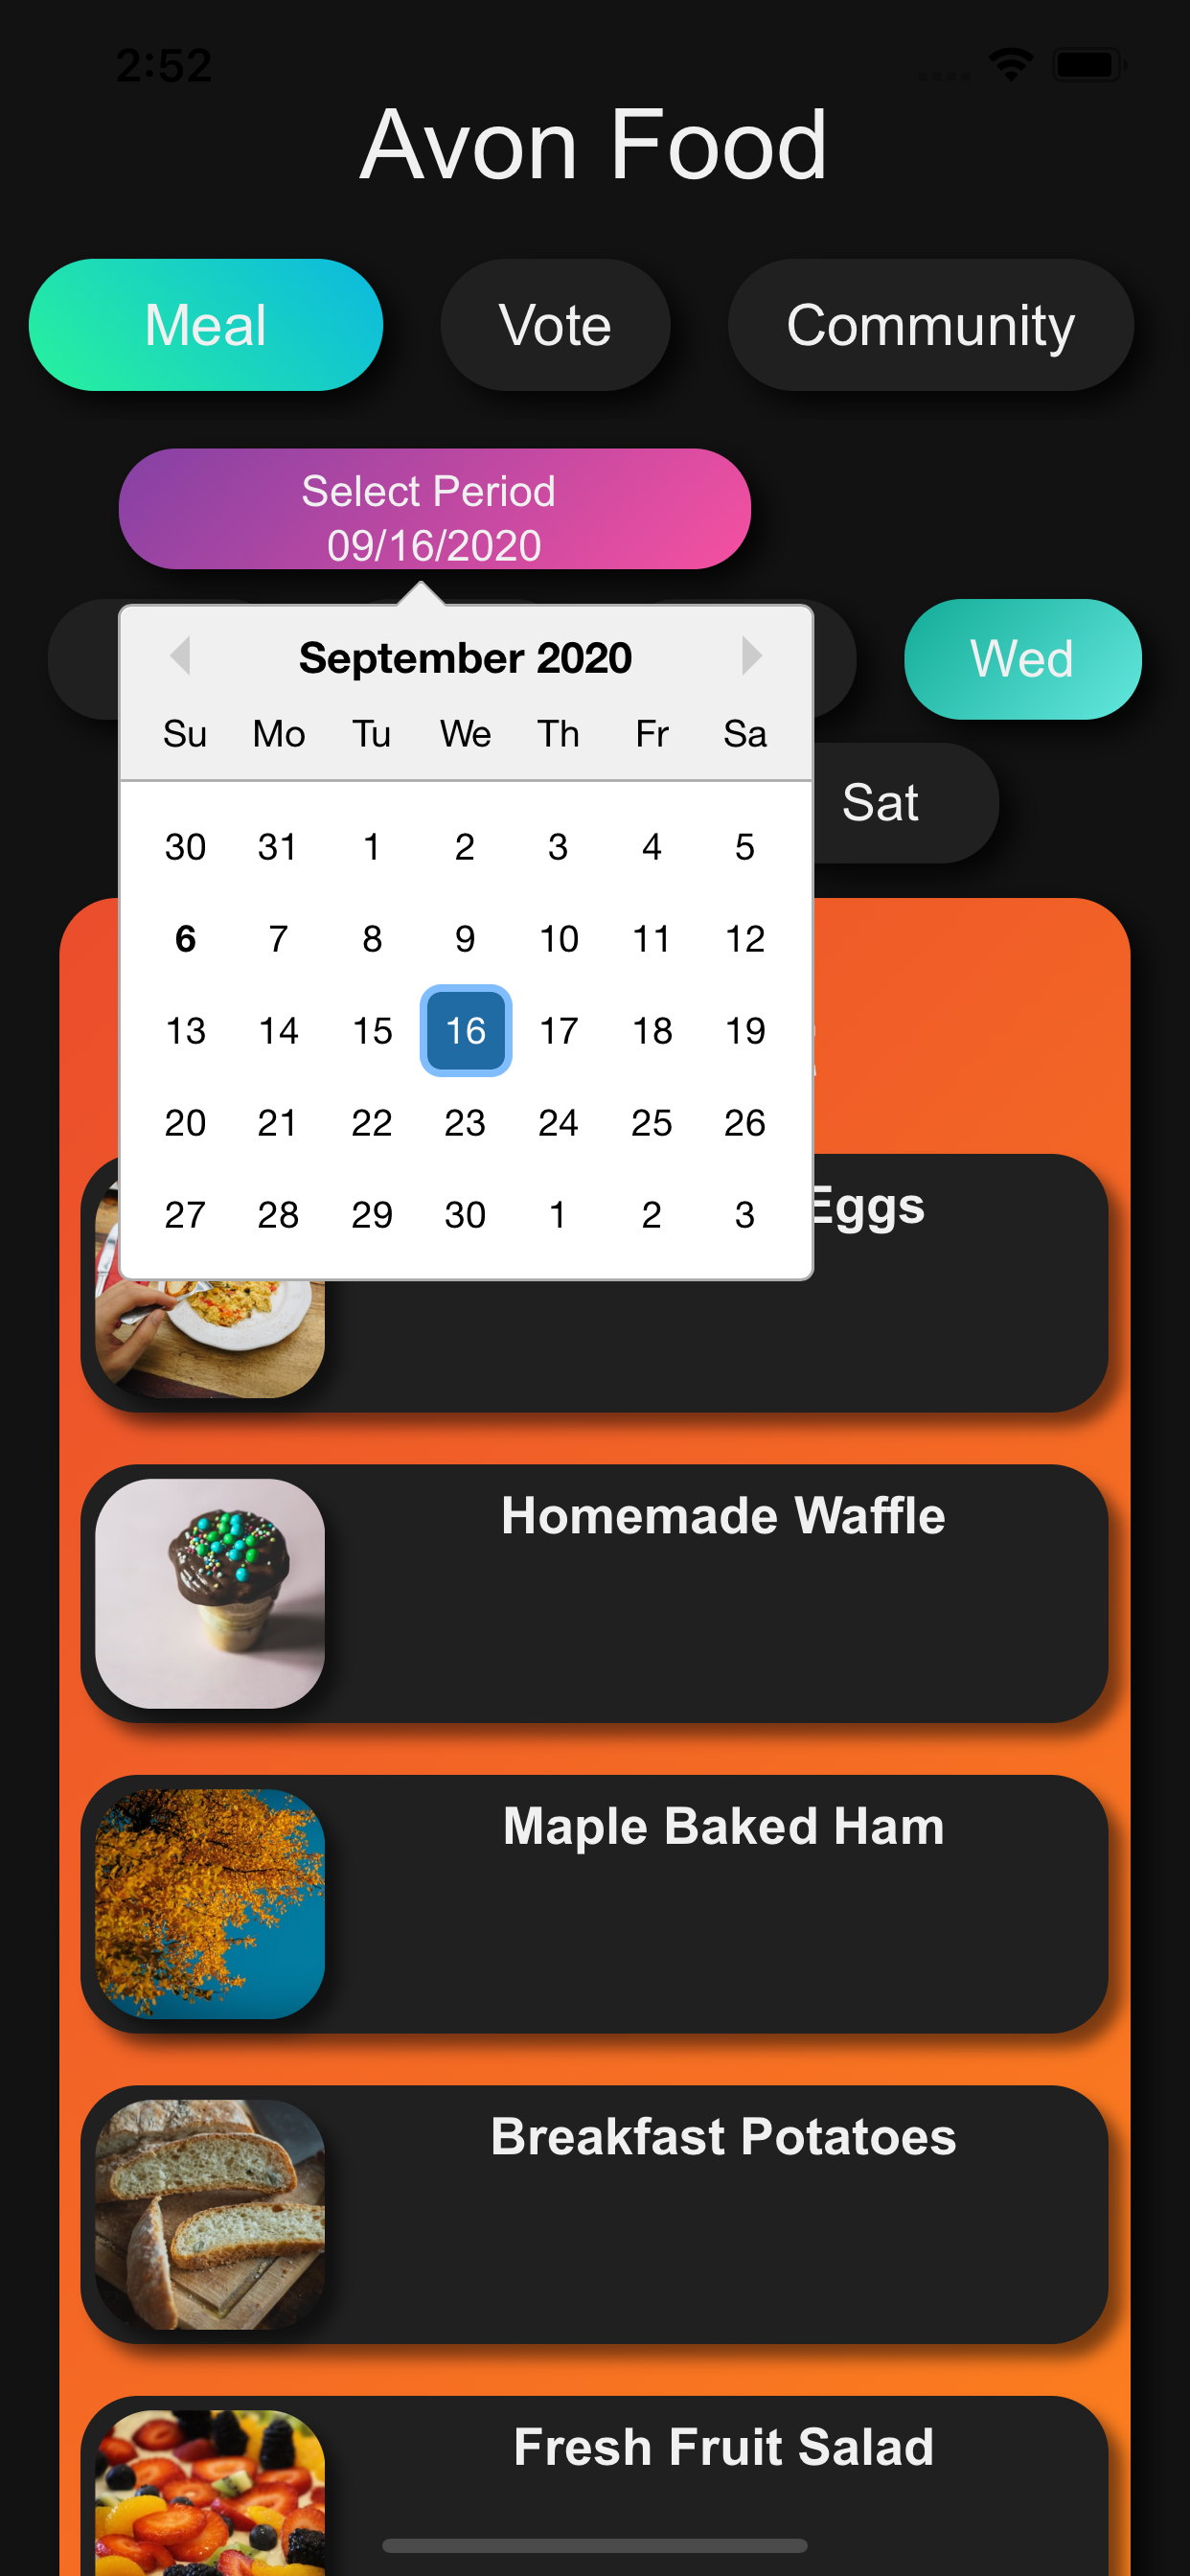 2:52
Avon Food
Meal Vote Community
Select Period
09/16/2020
September 2020
Wed
Su Mo Tu We Th Fr Sa
Sat
30 31 1 2 3 4 5
6 7 8 9 10 11 12
13 14 15 16 17 18 19
20 21 22 23 24 25 26
27 28 29 30 1 2 3
Eggs
Homemade Waffle
Maple Baked Ham
Breakfast Potatoes
Fresh Fruit Salad